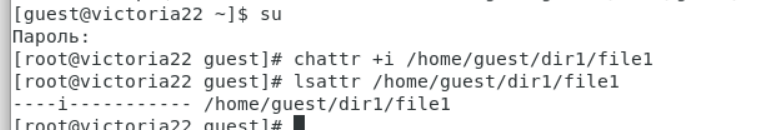 [guest@victoria22 ~]$ su
Пароль:
[root@victoria22 guest]# chattr +i /home/guest/dir1/file1
[root@victoria22 guest]# lsattr /home/guest/dir1/file1
----i----------- /home/guest/dir1/file1
[root@victoria22 guest]#